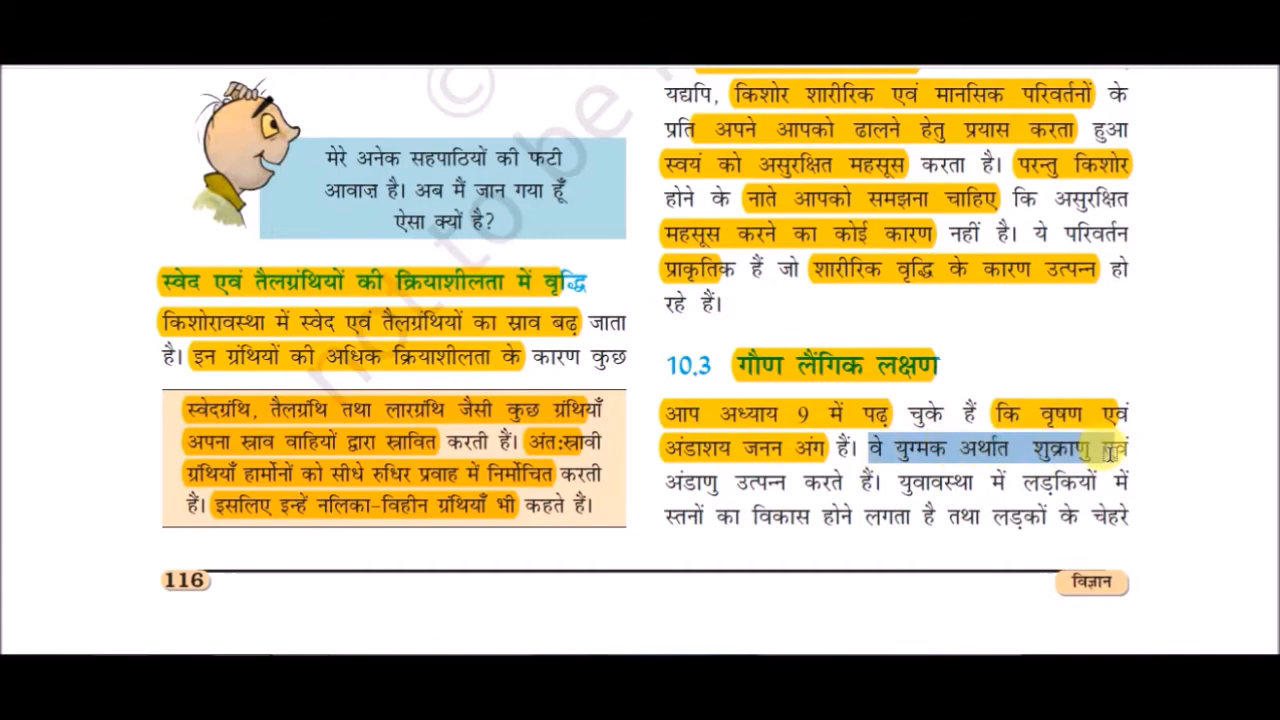 मेरे अनेक सहपाठियों की फटी
आवाज़ है। अब मैं जान गया हूँ
ऐसा क्यों है?
स्वेद एवं तैलग्रंथियों की क्रियाशीलता में वृद्धि
किशोरावस्था में स्वेद एवं तैलग्रंथियों का स्राव बढ़ जाता
है। इन ग्रंथियों की अधिक क्रियाशीलता के कारण कुछ
स्वेदग्रंथि, तैलग्रंथि तथा लारग्रंथि जैसी कुछ ग्रंथियाँ
अपना स्राव वाहियों द्वारा स्रावित करती हैं। अंतःस्रावी
ग्रंथियाँ हार्मोनों को सीधे रुधिर प्रवाह में निर्मोचित करती
हैं। इसलिए इन्हें नलिका-विहीन ग्रंथियाँ भी कहते हैं।
यद्यपि, किशोर शारीरिक एवं मानसिक परिवर्तनों के
प्रति अपने आपको ढालने हेतु प्रयास करता हुआ
स्वयं को असुरक्षित महसूस करता है। परन्तु किशोर
होने के नाते आपको समझना चाहिए कि असुरक्षित
महसूस करने का कोई कारण नहीं है। ये परिवर्तन
प्राकृतिक हैं जो शारीरिक वृद्धि के कारण उत्पन्न हो
रहे हैं।
10.3 गौण लैंगिक लक्षण
आप अध्याय 9 में पढ़ चुके हैं कि वृषण एवं
अंडाशय जनन अंग हैं। वे युग्मक अर्थात शुक्राणु एवं
अंडाणु उत्पन्न करते हैं। युवावस्था में लड़कियों में
स्तनों का विकास होने लगता है तथा लड़कों के चेहरे
116
विज्ञान
© not to be